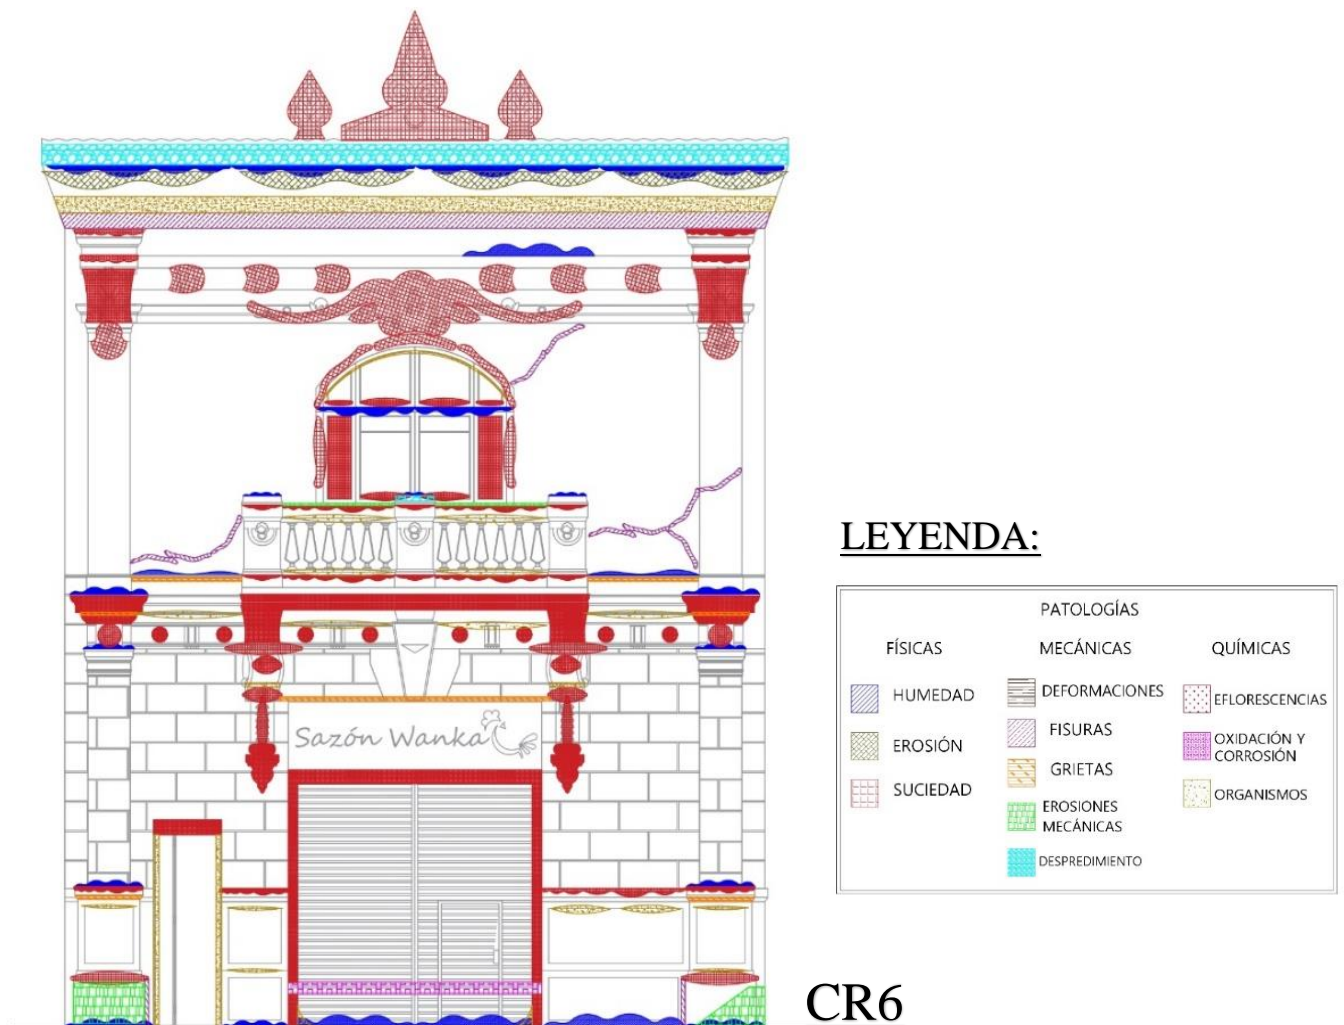 Sazón Wanka
LEYENDA:
PATOLOGÍAS
FÍSICAS
HUMEDAD
EROSIÓN
SUCIEDAD
MECÁNICAS
DEFORMACIONES
FISURAS
GRIETAS
EROSIONES
MECÁNICAS
DESPREDIMIENTO
QUÍMICAS
EFLORESCENCIAS
OXIDACIÓN Y
CORROSIÓN
ORGANISMOS
CR6